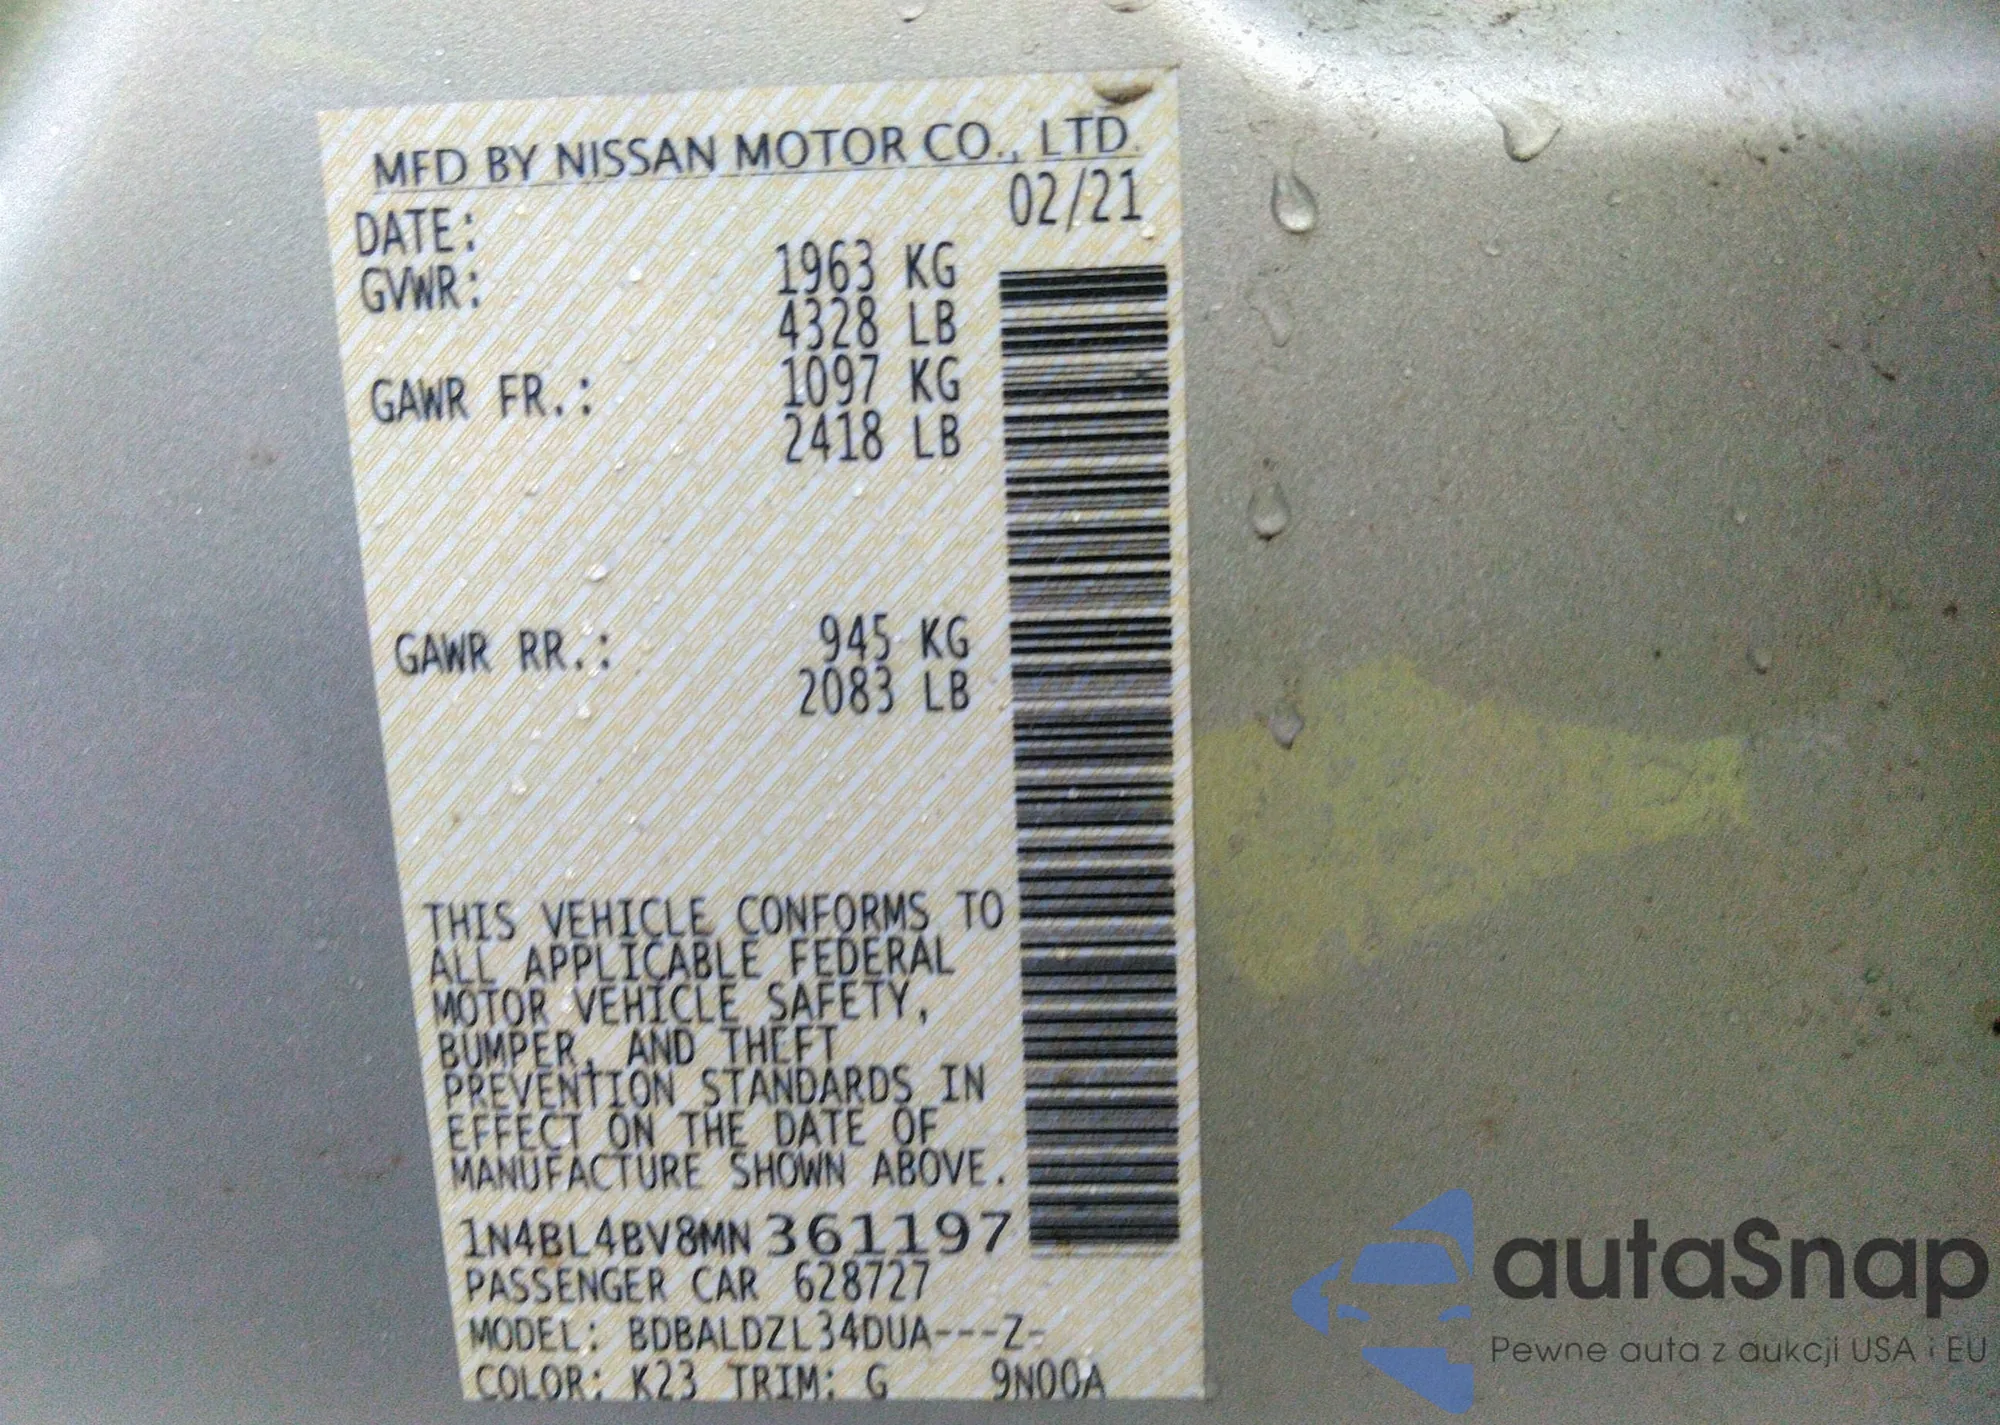 MFD BY NISSAN MOTOR CO., LTD.
DATE: 02/21
GVWR: 1963 KG
4328 LB
GAWR FR.: 1097 KG
2418 LB
GAWR RR.: 945 KG
2083 LB
THIS VEHICLE CONFORMS TO
ALL APPLICABLE FEDERAL
MOTOR VEHICLE SAFETY,
BUMPER, AND THEFT
PREVENTION STANDARDS IN
EFFECT ON THE DATE OF
MANUFACTURE SHOWN ABOVE.
1N4BL4BV8MN361197
PASSENGER CAR 628727
MODEL: BDBALDZL34DUA---Z-
COLOR: K23 TRIM: G 9N00A
autaSnap
Pewne auta z aukcji USA i EU